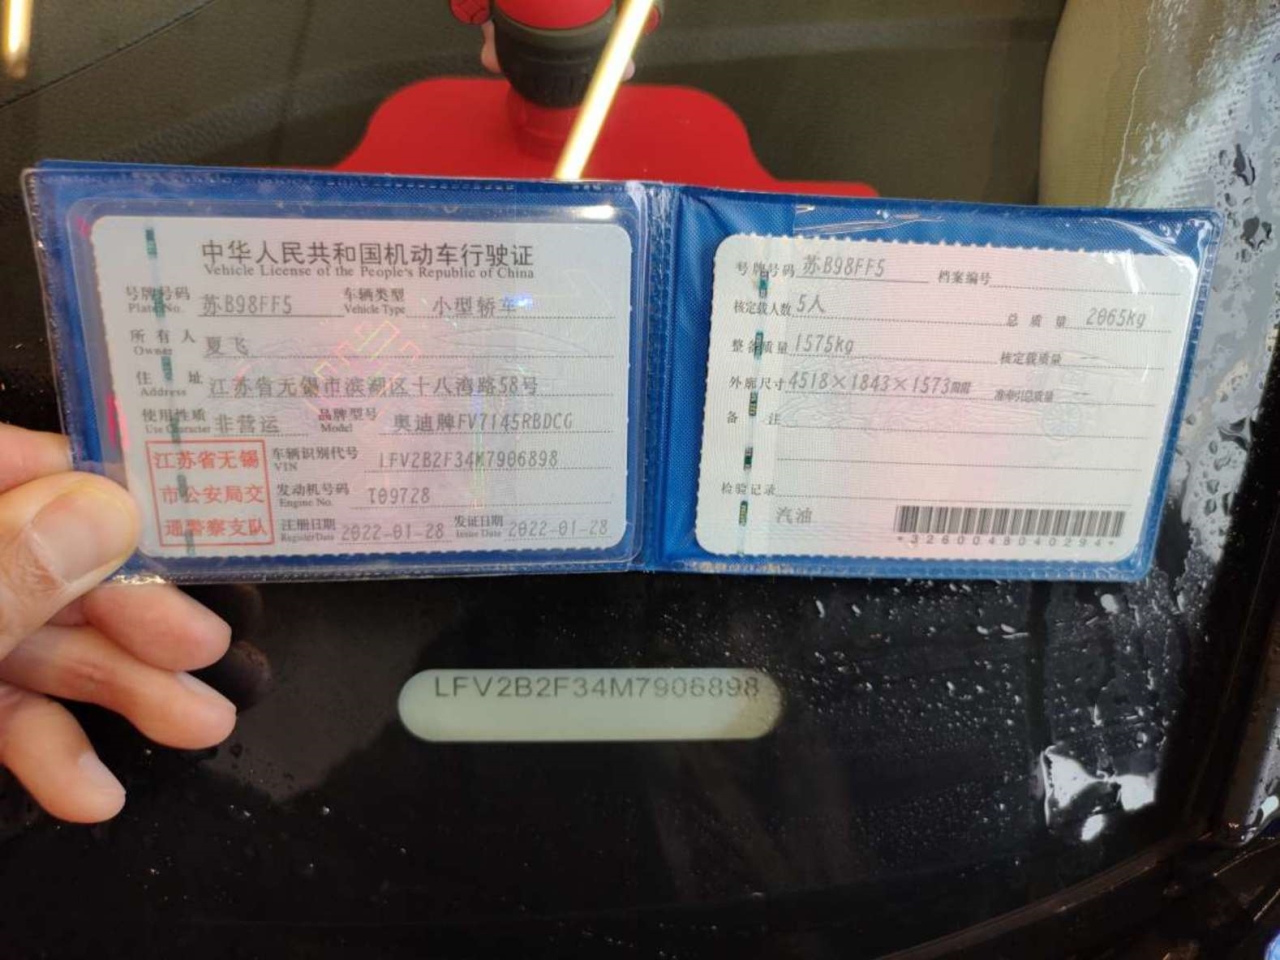 中华人民共和国机动车行驶证
Vehicle License of the People's Republic of China
号牌号码 苏B98FF5 车辆类型 小型轿车
Plate No. Vehicle Type
所有人 夏飞
Owner
住址 江苏省无锡市滨湖区十八湾路58号
Address
使用性质 非营运 品牌型号 奥迪牌FV7145RBDCG
Use Character Model
江苏省无锡
市公安局交
通警察支队
车辆识别代号 LFV2B2F34M7906898
VIN
发动机号码 T09728
Engine No.
注册日期 2022-01-28 发证日期 2022-01-28
Register Date Issue Date
号牌号码 苏B98FF5 档案编号
核定载人数 5人 总质量 2065kg
整备质量 1575kg 核定载质量 --
外廓尺寸 4518×1843×1573mm 准牵引总质量 --
备注
检验记录
汽油
*3260048040294*
LFV2B2F34M7906898